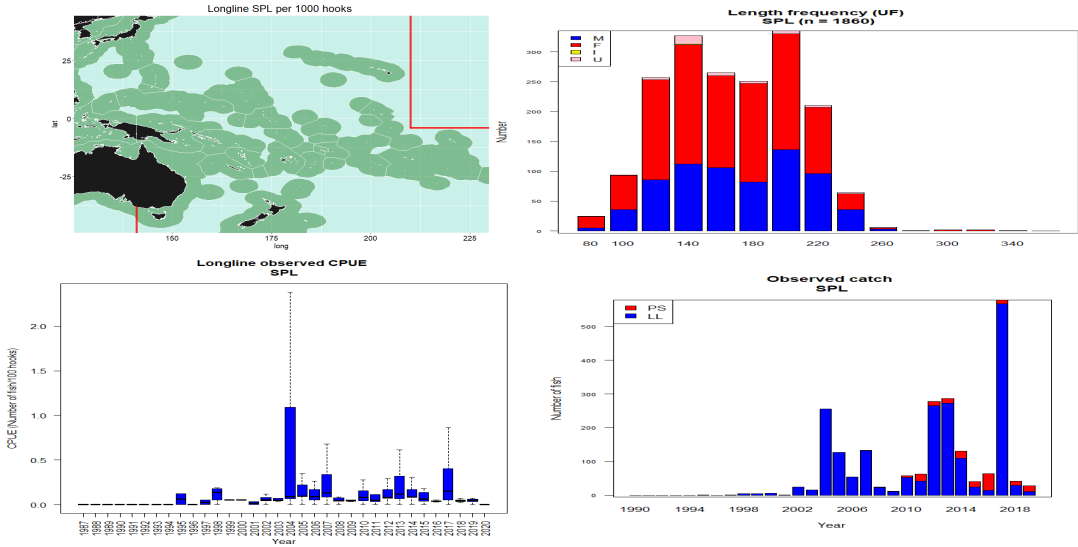 Longline SPL per 1000 hooks
lat
25
0
-25
150
175
200
225
long
Length frequency (UF)
SPL (n = 1860)
M
F
I
U
Number
300
250
200
150
100
50
0
80 100 140 180 220 260 300 340
Longline observed CPUE
SPL
CPUE (Number of fish/100 hooks)
2.0
1.5
1.0
0.5
0.0
1987 1988 1989 1990 1991 1992 1993 1994 1995 1996 1997 1998 1999 2000 2001 2002 2003 2004 2005 2006 2007 2008 2009 2010 2011 2012 2013 2014 2015 2016 2017 2018 2019 2020
Year
Observed catch
SPL
PS
LL
Number of fish
500
400
300
200
100
0
1990 1994 1998 2002 2006 2010 2014 2018
Year